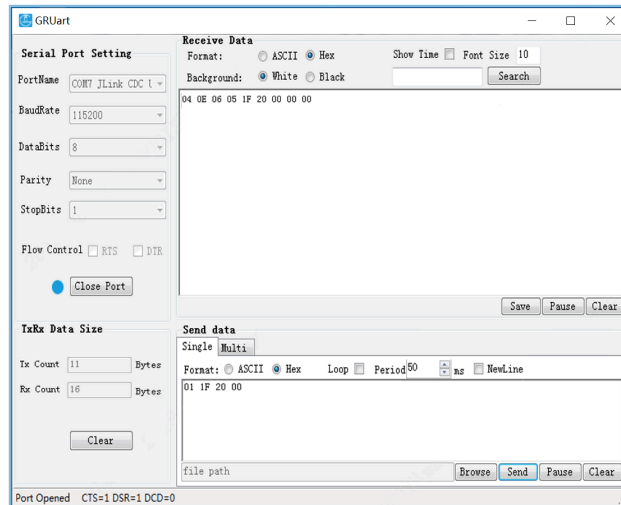 GRUart
Serial Port Setting
PortName COM7 JLink CDC U
BaudRate 115200
DataBits 8
Parity None
StopBits 1
Flow Control RTS DTR
Close Port
TxRx Data Size
Tx Count 11 Bytes
Rx Count 16 Bytes
Clear
Receive Data
Format: ASCII Hex Show Time Font Size 10
Background: White Black Search
04 0E 06 05 1F 20 00 00 00
Save Pause Clear
Send data
Single Multi
Format: ASCII Hex Loop Period 50 ms NewLine
01 1F 20 00
file path Browse Send Pause Clear
Port Opened CTS=1 DSR=1 DCD=0